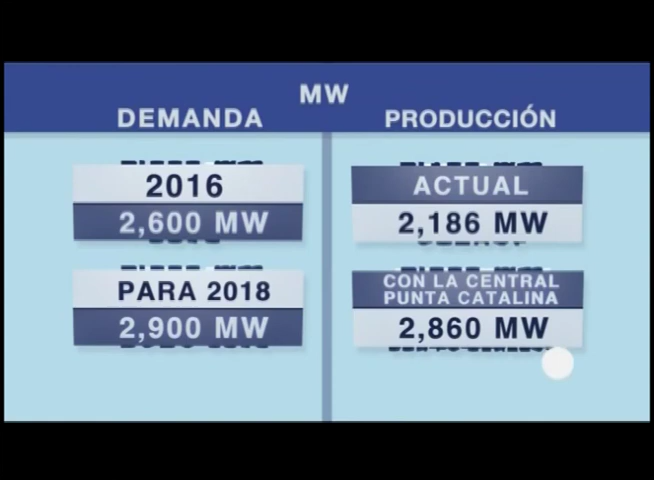 MW
DEMANDA
PRODUCCIÓN
2016
2,600 MW
PARA 2018
2,900 MW
ACTUAL
2,186 MW
CON LA CENTRAL
PUNTA CATALINA
2,860 MW